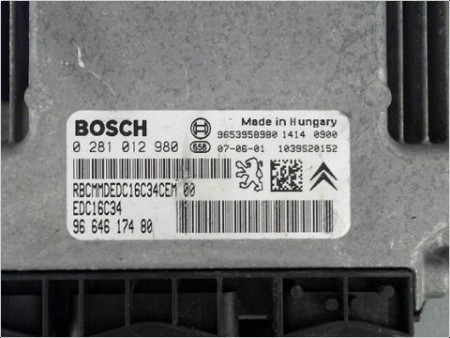 BOSCH
Made in Hungary
9653958980 1414 0900
0 281 012 980
658
07-06-01 1039S20152
RBCMMDEDC16C34CEM 00
EDC16C34
96 646 174 80